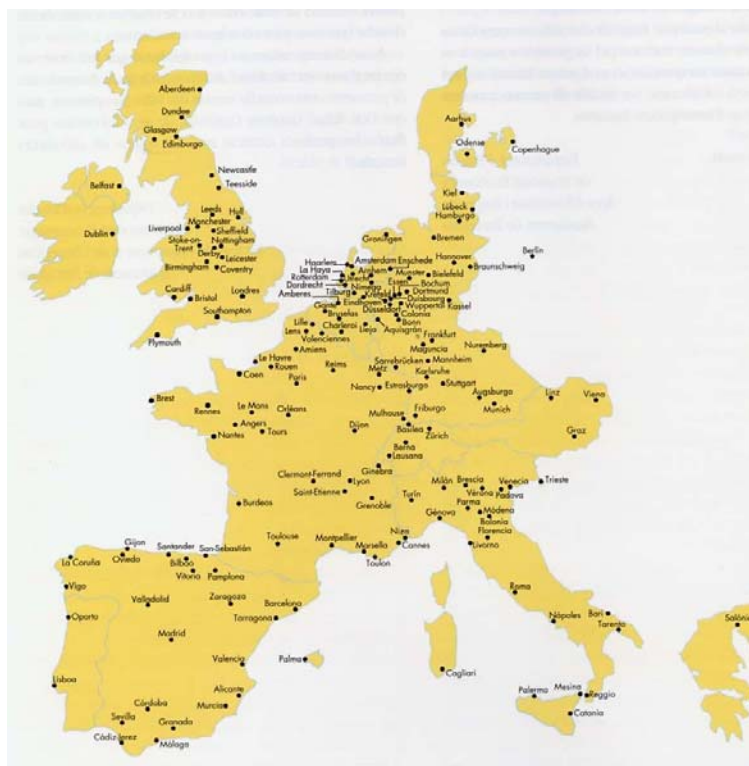 Aberdeen
Dundee
Glasgow
Edimburgo
Newcastle
Teesside
Belfast
Dublin
Leeds
Hull
Liverpool
Manchester
Sheffield
Stoke-on-
Trent
Nottingham
Derby
Leicester
Birmingham
Coventry
Cardiff
Bristol
Londres
Southampton
Plymouth
Aarhus
Odense
Copenhague
Kiel
Lübeck
Hamburgo
Groningen
Bremen
Berlin
Hannover
Braunschweig
Haarlem
Amsterdam
Enschede
La Haya
Arnhem
Munster
Bielefeld
Rotterdam
Nimega
Essen
Bochum
Dordrecht
Tilburg
Krefeld
Dortmund
Amberes
Eindhoven
Duisbourg
Gante
Düsseldorf
Wuppertal
Kassel
Bruselas
Colonia
Lille
Charleroi
Lieja
Bonn
Lens
Aquisgrán
Valenciennes
Frankfurt
Amiens
Maguncia
Nuremberg
Le Havre
Rouen
Reims
Sarrebrücken
Mannheim
Caen
Metz
Karlsruhe
Paris
Nancy
Estrasburgo
Stuttgart
Brest
Rennes
Le Mans
Orléans
Augsburgo
Munich
Linz
Viena
Angers
Tours
Mulhouse
Friburgo
Nantes
Dijon
Basilea
Zürich
Graz
Berna
Lausana
Ginebra
Clermont-Ferrand
Lyon
Saint-Etienne
Grenoble
Milán
Brescia
Venecia
Trieste
Verona
Padova
Turín
Parma
Módena
Génova
Bolonia
Burdeos
Florencia
Toulouse
Montpellier
Marsella
Niza
Cannes
Livorno
Toulon
Gijon
Santander
San-Sebastián
La Coruña
Oviedo
Bilbao
Vitoria
Pamplona
Vigo
Valladolid
Zaragoza
Barcelona
Oporto
Tarragona
Madrid
Roma
Nápoles
Bari
Tarento
Valencia
Palma
Cagliari
Lisboa
Alicante
Murcia
Palermo
Mesina
Reggio
Catania
Córdoba
Sevilla
Granada
Cádiz-Jerez
Málaga